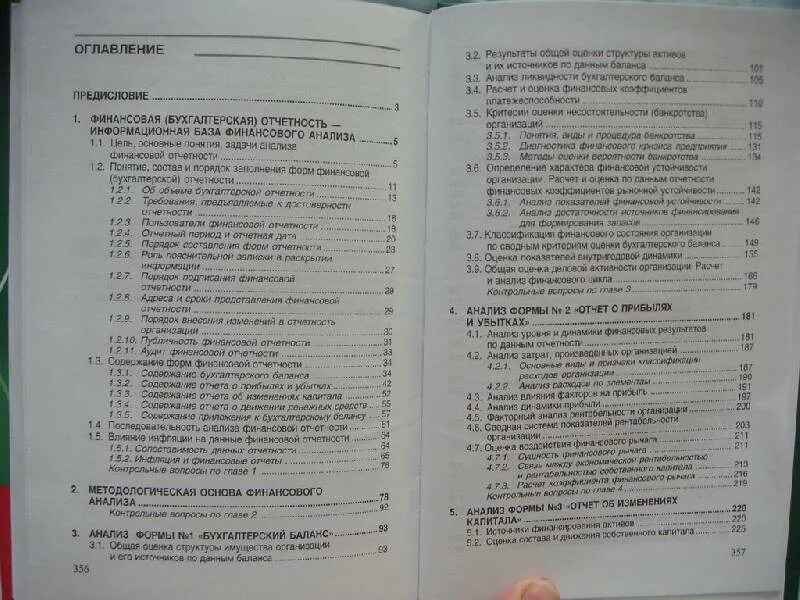 ОГЛАВЛЕНИЕ
ПРЕДИСЛОВИЕ 3
1. ФИНАНСОВАЯ (БУХГАЛТЕРСКАЯ) ОТЧЕТНОСТЬ —
ИНФОРМАЦИОННАЯ БАЗА ФИНАНСОВОГО АНАЛИЗА 5
1.1. Цель, основные понятия, задачи анализа
финансовой отчетности 5
1.2. Понятие, состав и порядок заполнения форм финансовой
(бухгалтерской) отчетности 11
1.2.1. Об объеме бухгалтерской отчетности 13
1.2.2. Требования, предъявляемые к достоверности
отчетности 18
1.2.3. Пользователи финансовой отчетности 18
1.2.4. Отчетный период и отчетная дата 20
1.2.5. Порядок составления форм отчетности 23
1.2.6. Роль пояснительной записки в раскрытии
информации 27
1.2.7. Порядок подписания финансовой
отчетности 29
1.2.8. Адреса и сроки представления финансовой
отчетности 29
1.2.9. Порядок внесения изменений в отчетность
организации 30
1.2.10. Публичность финансовой отчетности 31
1.2.11. Аудит финансовой отчетности 33
1.3. Содержание форм финансовой отчетности 34
1.3.1. Содержание бухгалтерского баланса 34
1.3.2. Содержание отчета о прибылях и убытках 42
1.3.3. Содержание отчета об изменениях капитала 52
1.3.4. Содержание отчета о движении денежных средств 55
1.3.5. Содержание приложения к бухгалтерскому балансу 57
1.4. Последовательность анализа финансовой отчетности 61
1.5. Влияние инфляции на данные финансовой отчетности 64
1.5.1. Сопоставимость данных отчетности 64
1.5.2. Инфляция и финансовые отчеты 65
Контрольные вопросы по главе 1 76
2. МЕТОДОЛОГИЧЕСКАЯ ОСНОВА ФИНАНСОВОГО
АНАЛИЗА 78
Контрольные вопросы по главе 2 92
3. АНАЛИЗ ФОРМЫ №1 «БУХГАЛТЕРСКИЙ БАЛАНС» 93
3.1. Общая оценка структуры имущества организации
и его источников по данным баланса 93
356
3.2. Результаты общей оценки структуры активов
и их источников по данным баланса 101
3.3. Анализ ликвидности бухгалтерского баланса 105
3.4. Расчет и оценка финансовых коэффициентов
платежеспособности 110
3.5. Критерии оценки несостоятельности (банкротства)
организаций 115
3.5.1. Понятия, виды и процедура банкротства 115
3.5.2. Диагностика финансового кризиса предприятия 131
3.5.3. Методы оценки вероятности банкротства 134
3.6. Определение характера финансовой устойчивости
организации. Расчет и оценка по данным отчетности
финансовых коэффициентов рыночной устойчивости 142
3.6.1. Анализ показателей финансовой устойчивости 142
3.6.2. Анализ достаточности источников финансирования
для формирования запасов 146
3.7. Классификации финансового состояния организации
по сводным критериям оценки бухгалтерского баланса 149
3.8. Оценка показателей внутригодовой динамики 155
3.9. Общая оценка деловой активности организации. Расчет
и анализ финансового цикла 166
Контрольные вопросы по главе 3 179
4. АНАЛИЗ ФОРМЫ № 2 «ОТЧЕТ О ПРИБЫЛЯХ
И УБЫТКАХ» 181
4.1. Анализ уровня и динамики финансовых результатов
по данным отчетности 181
4.2. Анализ затрат, произведенных организацией 187
4.2.1. Основные виды и признаки классификации
расходов организации 187
4.2.2. Анализ расходов по элементам 190
4.3. Анализ влияния факторов на прибыль 191
4.4. Анализ динамики прибыли 197
4.5. Факторный анализ рентабельности организации 200
4.6. Сводная система показателей рентабельности
организации 203
4.7. Оценка воздействия финансового рычага 211
4.7.1. Сущность финансового рычага 211
4.7.2. Связь между экономической рентабельностью
и рентабельностью собственного капитала 213
4.7.3. Расчет коэффициента финансового рычага 216
Контрольные вопросы по главе 4 219
5. АНАЛИЗ ФОРМЫ №3 «ОТЧЕТ ОБ ИЗМЕНЕНИЯХ
КАПИТАЛА» 220
5.1. Источники финансирования активов 220
5.2. Оценка состава и движения собственного капитала 225
357